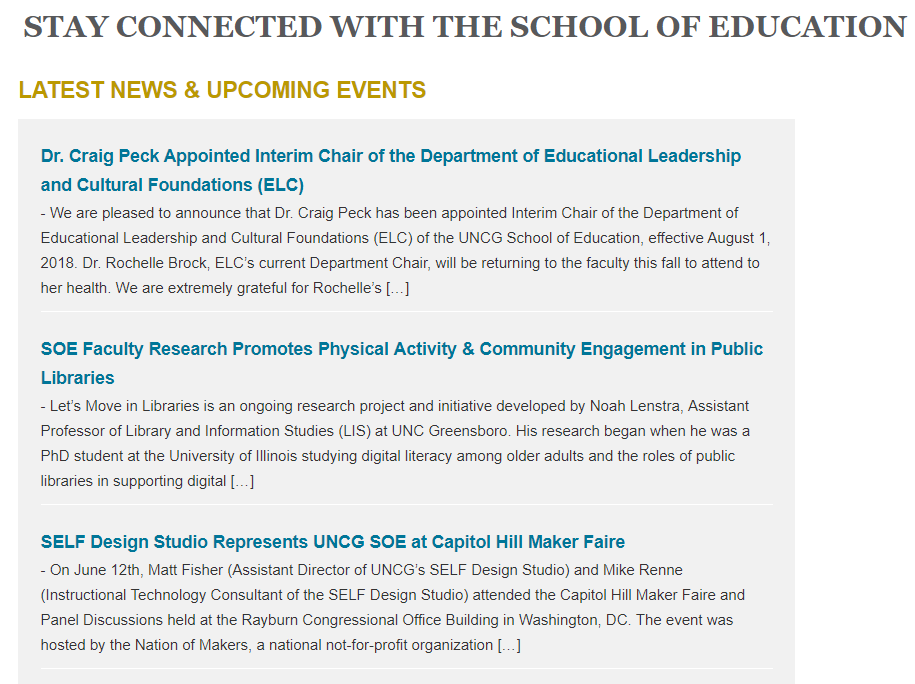 STAY CONNECTED WITH THE SCHOOL OF EDUCATION
LATEST NEWS & UPCOMING EVENTS
Dr. Craig Peck Appointed Interim Chair of the Department of Educational Leadership
and Cultural Foundations (ELC)
- We are pleased to announce that Dr. Craig Peck has been appointed Interim Chair of the Department of
Educational Leadership and Cultural Foundations (ELC) of the UNCG School of Education, effective August 1,
2018. Dr. Rochelle Brock, ELC’s current Department Chair, will be returning to the faculty this fall to attend to
her health. We are extremely grateful for Rochelle’s […]
SOE Faculty Research Promotes Physical Activity & Community Engagement in Public
Libraries
- Let’s Move in Libraries is an ongoing research project and initiative developed by Noah Lenstra, Assistant
Professor of Library and Information Studies (LIS) at UNC Greensboro. His research began when he was a
PhD student at the University of Illinois studying digital literacy among older adults and the roles of public
libraries in supporting digital […]
SELF Design Studio Represents UNCG SOE at Capitol Hill Maker Faire
- On June 12th, Matt Fisher (Assistant Director of UNCG’s SELF Design Studio) and Mike Renne
(Instructional Technology Consultant of the SELF Design Studio) attended the Capitol Hill Maker Faire and
Panel Discussions held at the Rayburn Congressional Office Building in Washington, DC. The event was
hosted by the Nation of Makers, a national not-for-profit organization […]